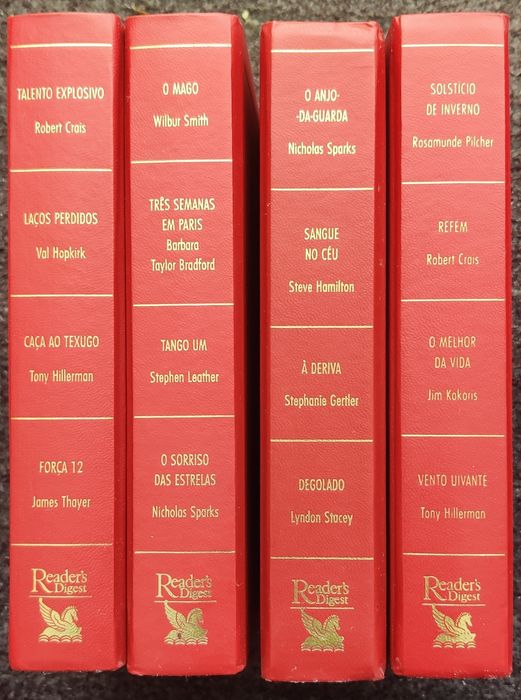 TALENTO EXPLOSIVO
Robert Crais
LAÇOS PERDIDOS
Val Hopkirk
CAÇA AO TEXUGO
Tony Hillerman
FORÇA 12
James Thayer
Reader's
Digest
O MAGO
Wilbur Smith
TRÊS SEMANAS
EM PARIS
Barbara
Taylor Bradford
TANGO UM
Stephen Leather
O SORRISO
DAS ESTRELAS
Nicholas Sparks
Reader's
Digest
O ANJO-
-DA-GUARDA
Nicholas Sparks
SANGUE
NO CÉU
Steve Hamilton
À DERIVA
Stephanie Gertler
DEGOLADO
Lyndon Stacey
Reader's
Digest
SOLSTÍCIO
DE INVERNO
Rosamunde Pilcher
REFÉM
Robert Crais
O MELHOR
DA VIDA
Jim Kokoris
VENTO UIVANTE
Tony Hillerman
Reader's
Digest